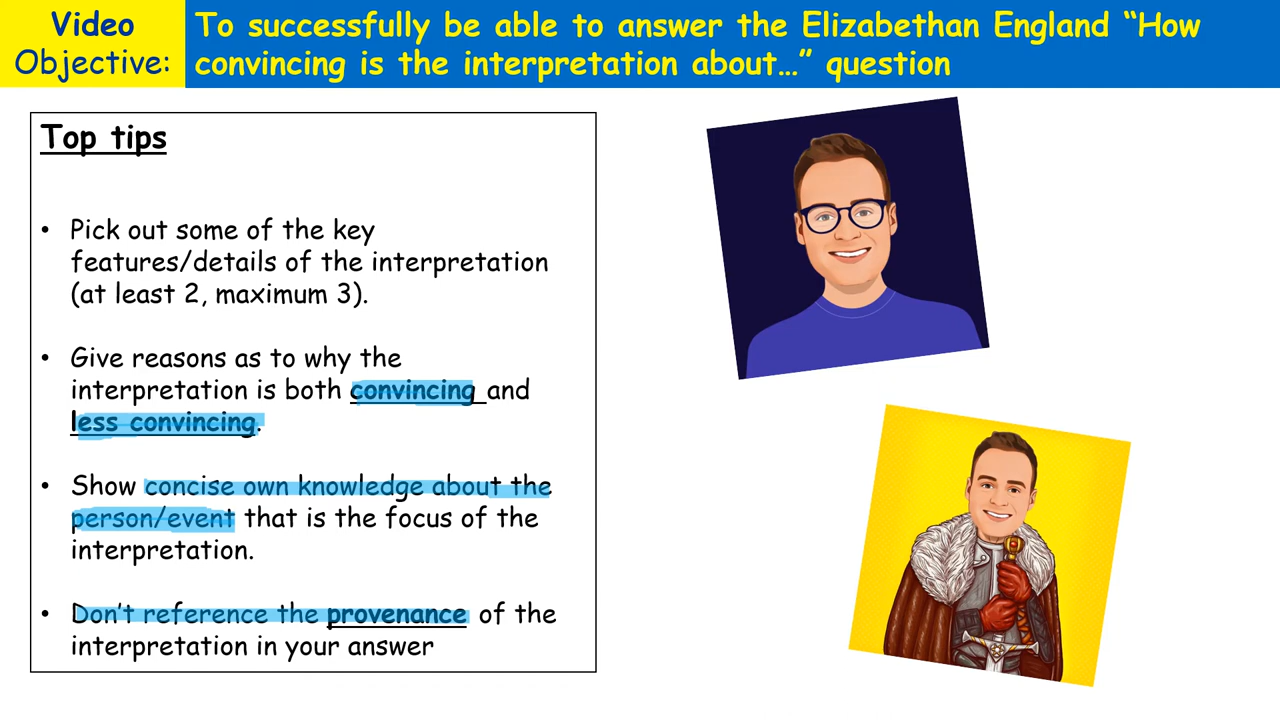 Video
Objective:
To successfully be able to answer the Elizabethan England “How
convincing is the interpretation about…” question
Top tips
• Pick out some of the key
features/details of the interpretation
(at least 2, maximum 3).
• Give reasons as to why the
interpretation is both convincing and
less convincing.
• Show concise own knowledge about the
person/event that is the focus of the
interpretation.
• Don’t reference the provenance of the
interpretation in your answer